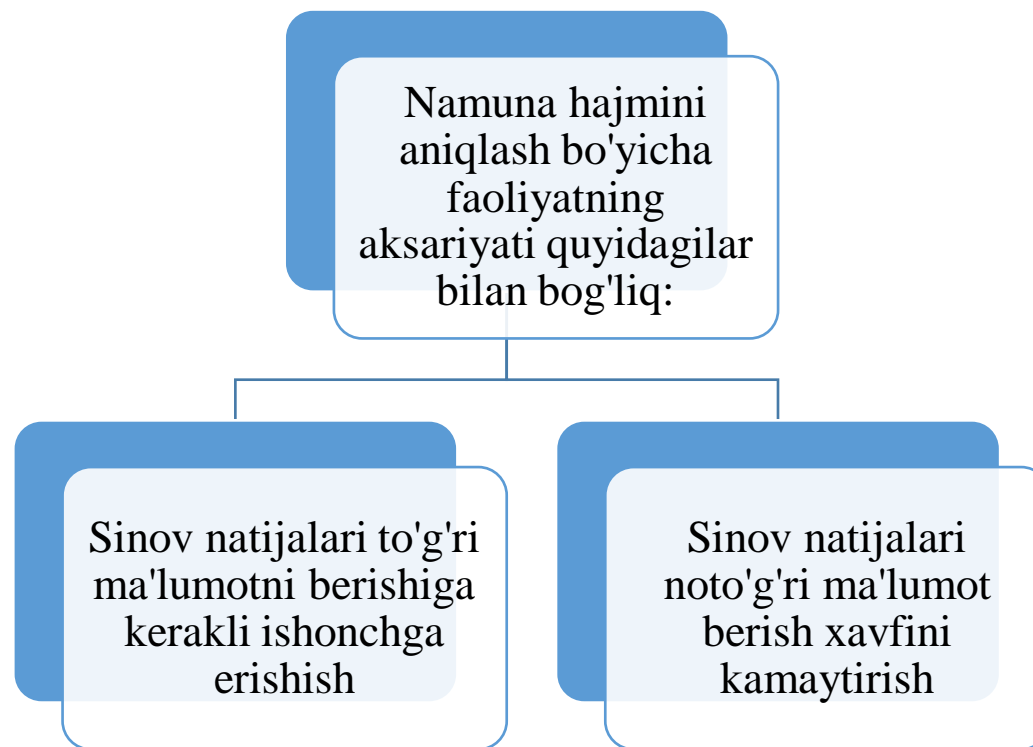 Namuna hajmini
aniqlash bo'yicha
faoliyatning
aksariyati quyidagilar
bilan bog'liq:
Sinov natijalari to'g'ri
ma'lumotni berishiga
kerakli ishonchga
erishish
Sinov natijalari
noto'g'ri ma'lumot
berish xavfini
kamaytirish